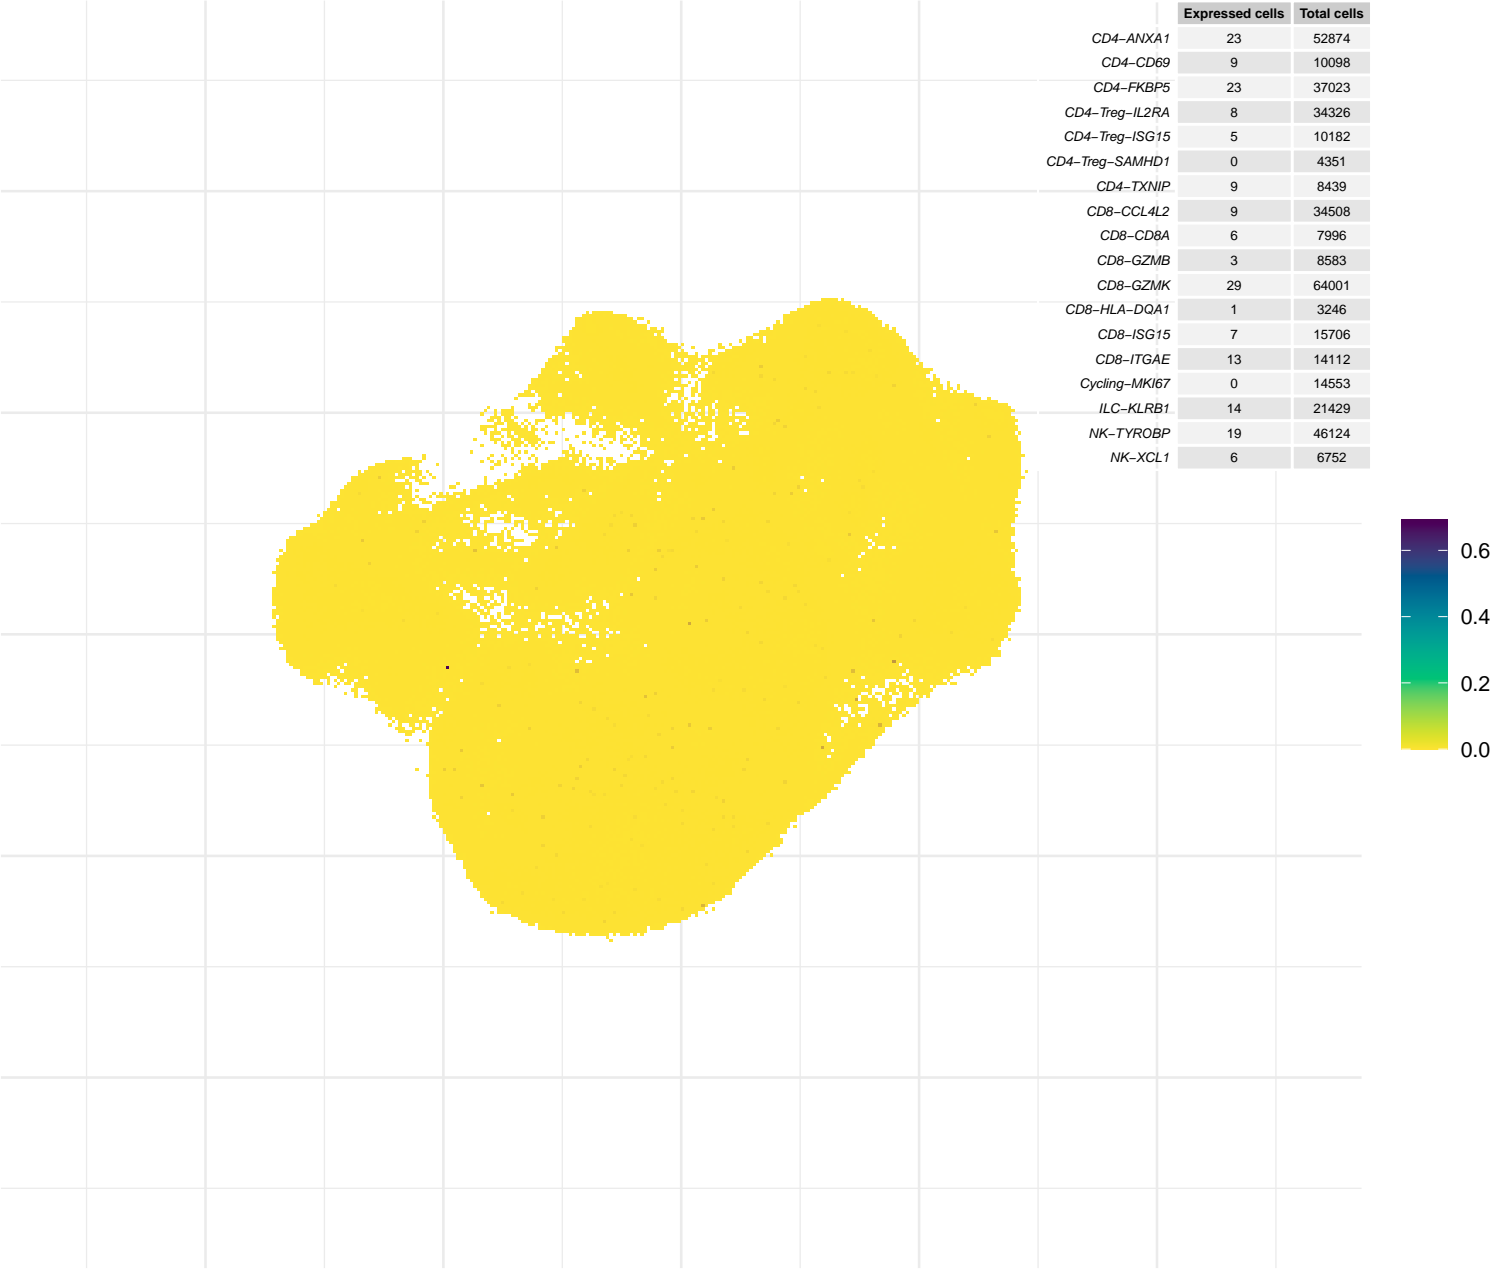 Expressed cells Total cells
CD4−ANXA1 23 52874
CD4−CD69 9 10098
CD4−FKBP5 23 37023
CD4−Treg−IL2RA 8 34326
CD4−Treg−ISG15 5 10182
CD4−Treg−SAMHD1 0 4351
CD4−TXNIP 9 8439
CD8−CCL4L2 9 34508
CD8−CD8A 6 7996
CD8−GZMB 3 8583
CD8−GZMK 29 64001
CD8−HLA−DQA1 1 3246
CD8−ISG15 7 15706
CD8−ITGAE 13 14112
Cycling−MKI67 0 14553
ILC−KLRB1 14 21429
NK−TYROBP 19 46124
NK−XCL1 6 6752
0.6
0.4
0.2
0.0